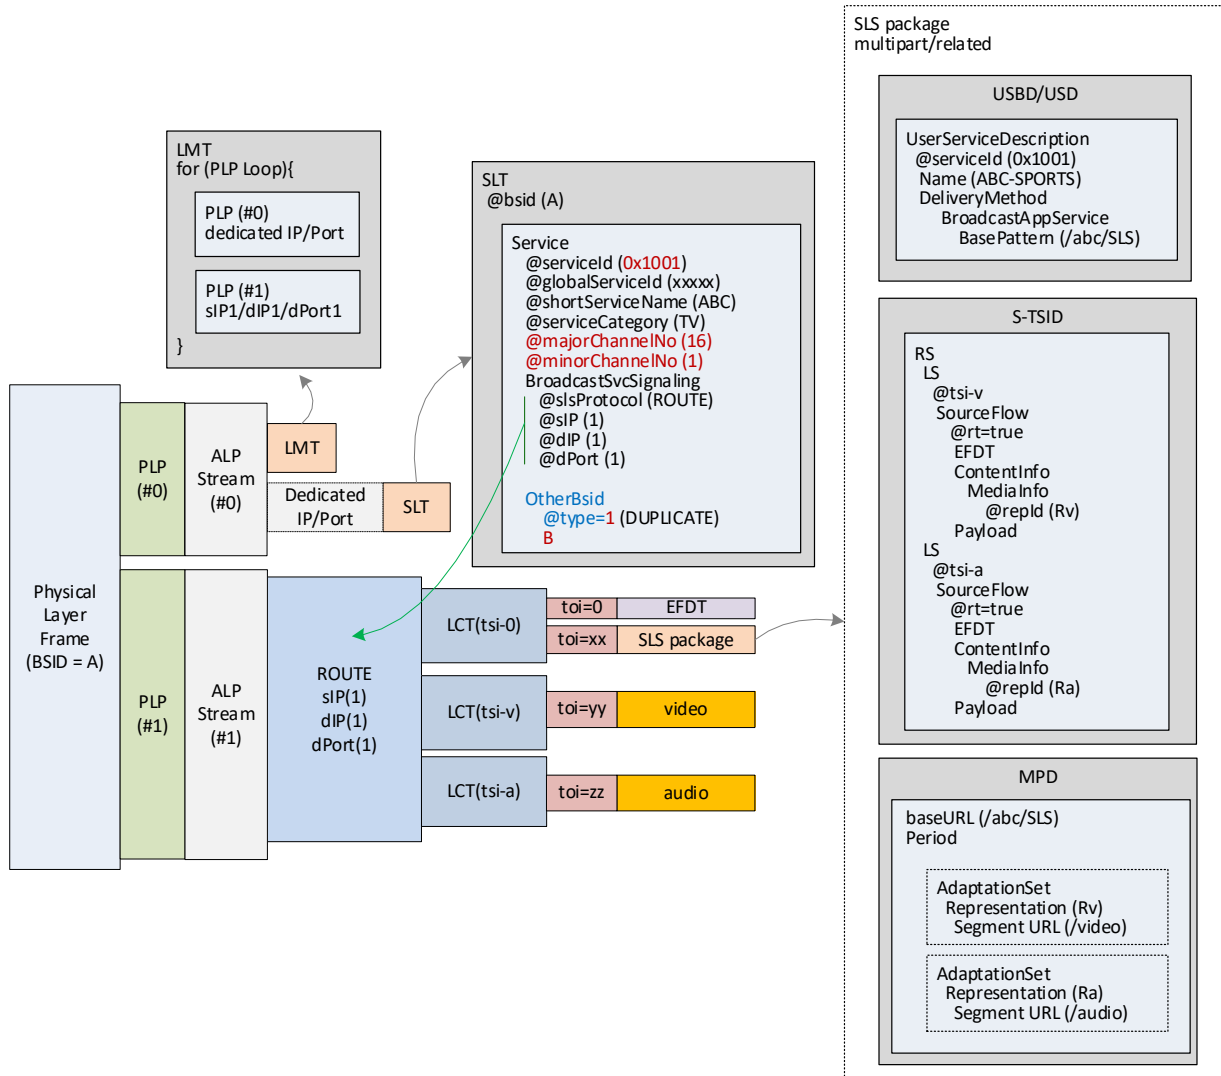 SLS package
multipart/related
USBD/USD
UserServiceDescription
@serviceId (0x1001)
Name (ABC-SPORTS)
DeliveryMethod
BroadcastAppService
BasePattern (/abc/SLS)
LMT
for (PLP Loop){
PLP (#0)
dedicated IP/Port
PLP (#1)
sIP1/dIP1/dPort1
}
SLT
@bsid (A)
Service
@serviceId (0x1001)
@globalServiceId (xxxxx)
@shortServiceName (ABC)
@serviceCategory (TV)
@majorChannelNo (16)
@minorChannelNo (1)
BroadcastSvcSignaling
@slsProtocol (ROUTE)
@sIP (1)
@dIP (1)
@dPort (1)
OtherBsid
@type=1 (DUPLICATE)
B
S-TSID
RS
LS
@tsi-v
SourceFlow
@rt=true
EFDT
ContentInfo
MediaInfo
@repId (Rv)
Payload
LS
@tsi-a
SourceFlow
@rt=true
EFDT
ContentInfo
MediaInfo
@repId (Ra)
Payload
Physical
Layer
Frame
(BSID = A)
PLP
(#0)
ALP
Stream
(#0)
LMT
Dedicated
IP/Port
SLT
PLP
(#1)
ALP
Stream
(#1)
ROUTE
sIP(1)
dIP(1)
dPort(1)
LCT(tsi-0)
toi=0
EFDT
toi=xx
SLS package
LCT(tsi-v)
toi=yy
video
LCT(tsi-a)
toi=zz
audio
MPD
baseURL (/abc/SLS)
Period
AdaptationSet
Representation (Rv)
Segment URL (/video)
AdaptationSet
Representation (Ra)
Segment URL (/audio)